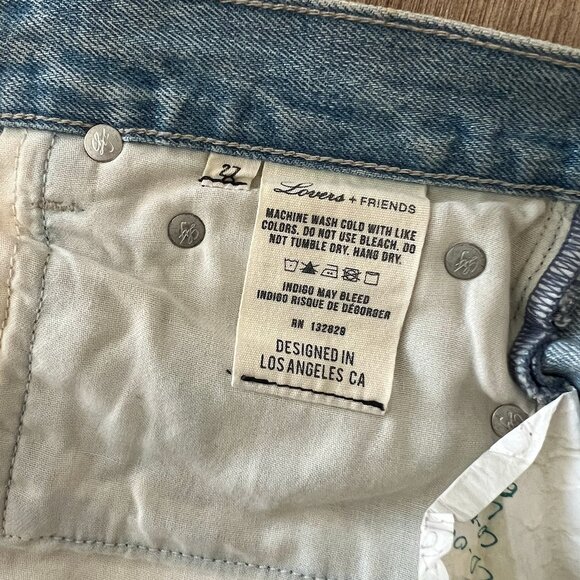 27
Lovers + FRIENDS
MACHINE WASH COLD WITH LIKE
COLORS. DO NOT USE BLEACH. DO
NOT TUMBLE DRY. HANG DRY.
INDIGO MAY BLEED
INDIGO RISQUE DE DÉGORGER
RN 132829
DESIGNED IN
LOS ANGELES CA